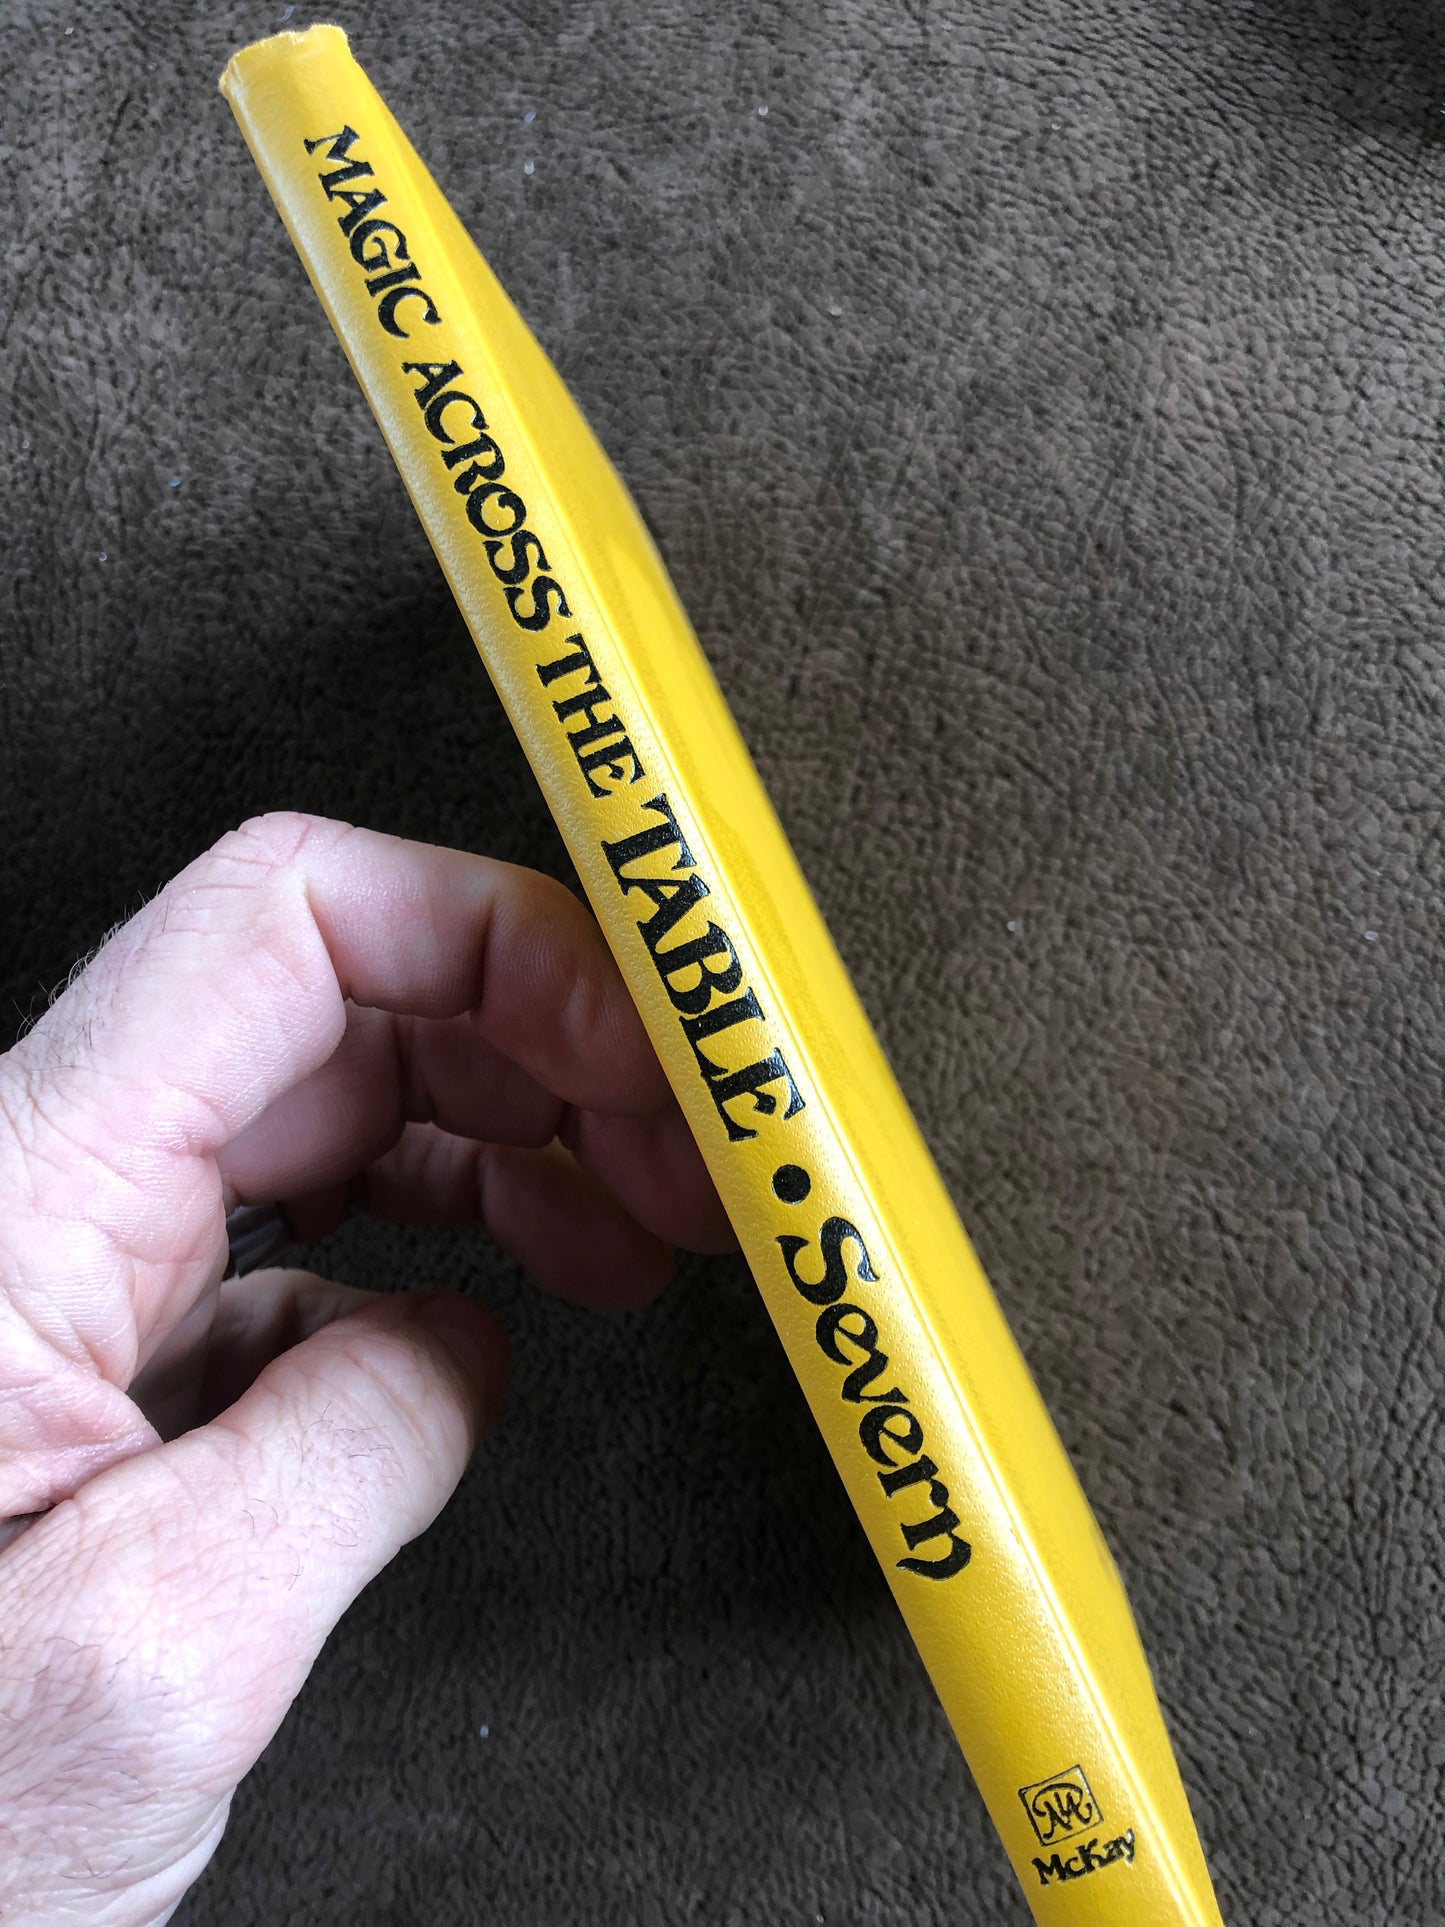 MAGIC ACROSS THE TABLE • Severn
McKay